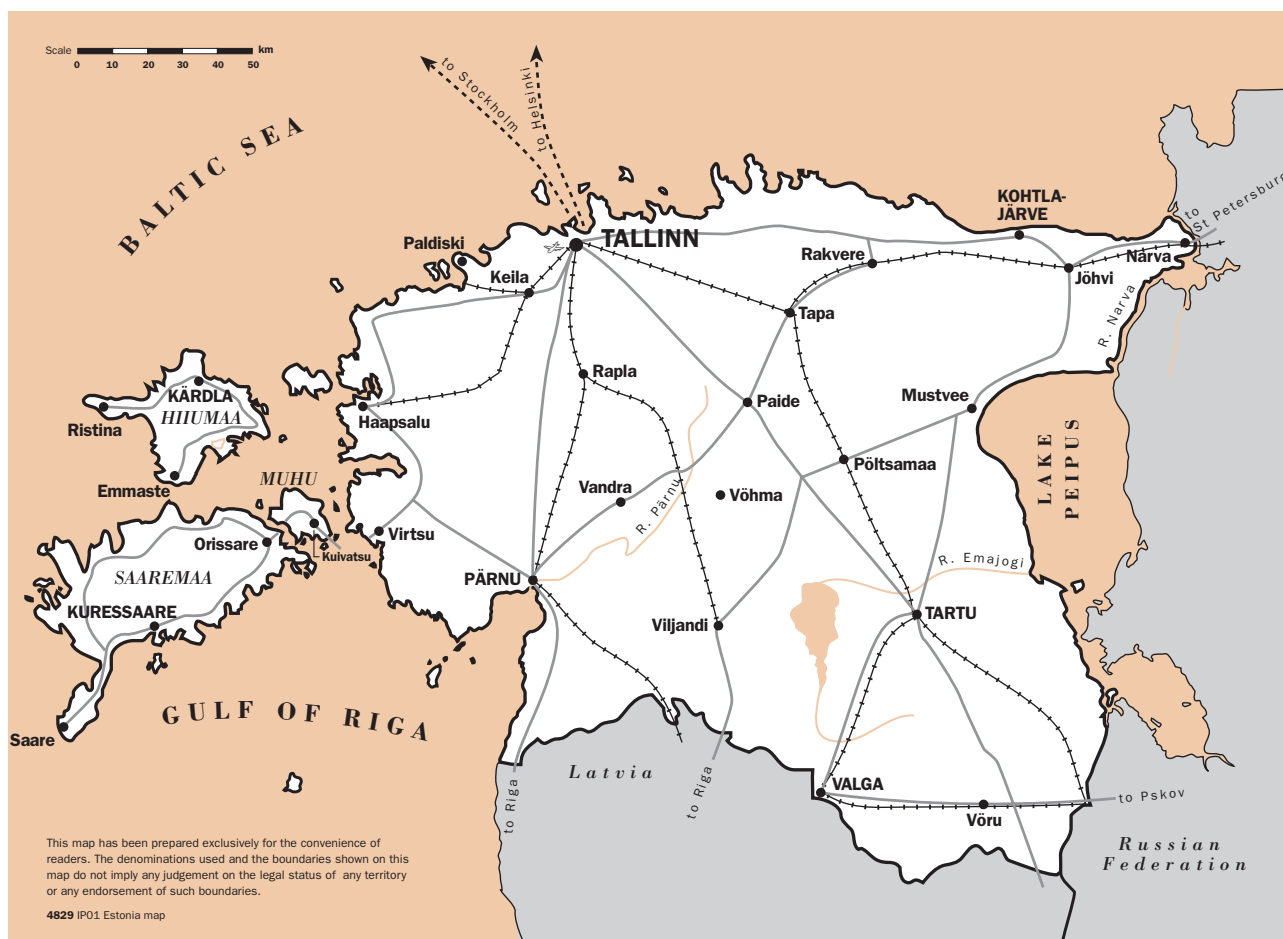 Scale
km
0 10 20 30 40 50
to Stockholm
to Helsinki
BALTIC SEA
KOHTLA-
JÄRVE
to
St Petersburg
TALLINN
Paldiski
Rakvere
Narva
Keila
Jöhvi
Tapa
R. Narva
Rapla
KÄRDLA
HIIUMAA
Ristina
Haapsalu
Paide
Mustvee
LAKE
PEIPUS
Emmaste
MUHU
Pöltsamaa
Vandra
Vöhma
R. Pärnu
Orissare
Kuivatsu
Virtsu
SAAREMAA
PÄRNU
R. Emajogi
KURESSAARE
Viljandi
TARTU
Saare
GULF OF RIGA
Latvia
to Riga
to Riga
VALGA
to Pskov
Vöru
Russian
Federation
This map has been prepared exclusively for the convenience of
readers. The denominations used and the boundaries shown on this
map do not imply any judgement on the legal status of any territory
or any endorsement of such boundaries.
4829 IP01 Estonia map